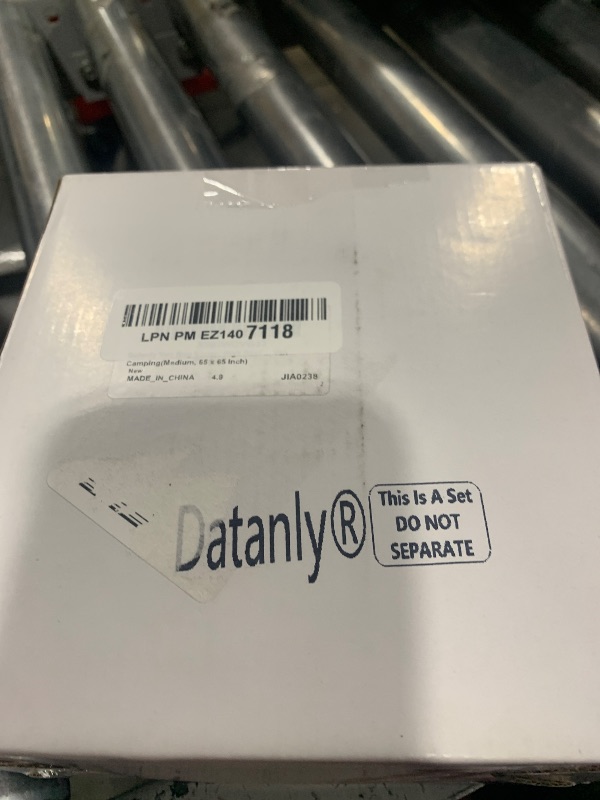 LPN PM EZ140 7118
Camping(Medium, 65 x 65 Inch)
New
MADE_IN_CHINA 4.9 JIA0238
Datanly®
This Is A Set
DO NOT
SEPARATE